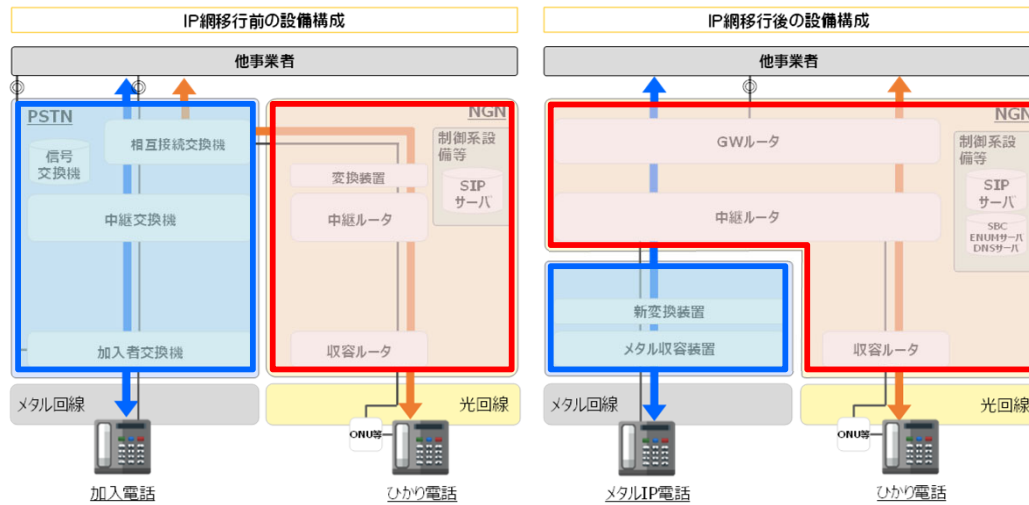 IP網移行前の設備構成
他事業者
PSTN
信号
交換機
相互接続交換機
中継交換機
加入者交換機
NGN
制御系設
備等
SIP
サーバ
変換装置
中継ルータ
収容ルータ
メタル回線
光回線
ONU等
加入電話
ひかり電話
IP網移行後の設備構成
他事業者
NGN
GWルータ
制御系設
備等
SIP
サーバ
SBC
ENUMサーバ
DNSサーバ
中継ルータ
新変換装置
メタル収容装置
収容ルータ
メタル回線
光回線
ONU等
メタルIP電話
ひかり電話